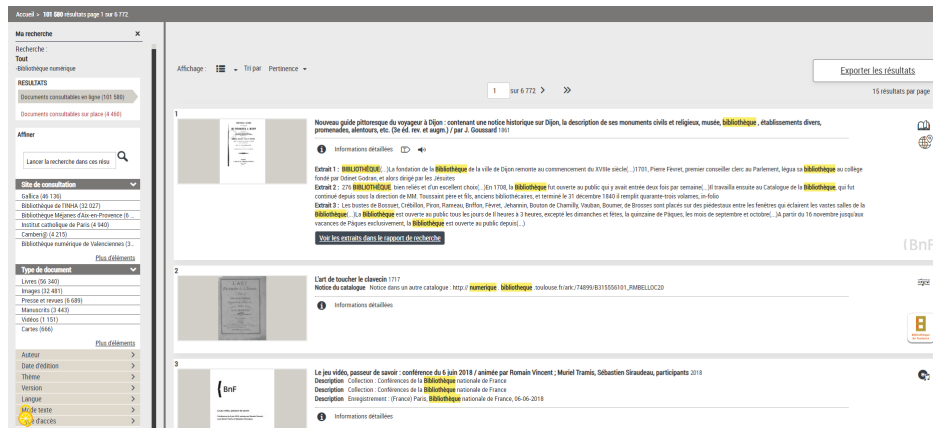 Accueil > 101 580 résultats page 1 sur 6 772
Ma recherche x
Recherche :
Tout
-Bibliothèque numérique
RESULTATS
Documents consultables en ligne (101 580)
Documents consultables sur place (4 460)
Affiner
Lancer la recherche dans ces résu
Site de consultation
Gallica (46 136)
Bibliothèque de l'INHA (32 027)
Bibliothèque Méjanes d'Aix-en-Provence (6 ...
Institut catholique de Paris (4 940)
Camberi@ (4 215)
Bibliothèque numérique de Valenciennes (3...
Plus d'éléments
Type de document
Livres (56 340)
Images (32 481)
Presse et revues (6 689)
Manuscrits (3 443)
Vidéos (1 151)
Cartes (666)
Plus d'éléments
Auteur >
Date d'édition >
Thème >
Version >
Langue >
Mode texte >
d'accès >
Affichage : Tri par Pertinence
Exporter les résultats
1 sur 6 772 > >>
15 résultats par page
1
Nouveau guide pittoresque du voyageur à Dijon : contenant une notice historique sur Dijon, la description de ses monuments civils et religieux, musée, bibliothèque , établissements divers,
promenades, alentours, etc. (3e éd. rev. et augm.) / par J. Goussard 1861
Informations détaillées
Extrait 1 : BIBLIOTHÈQUE(...)La fondation de la Bibliothèque de la ville de Dijon remonte au commencement du XVIIIe siècle(...)1701, Pierre Févret, premier conseiller clerc au Parlement, légua sa bibliothèque au collège
fondé par Odinet Godran, et alors dirigé par les Jésuites
Extrait 2 : 276 BIBLIOTHÈQUE bien reliés et d'un excellent choix(...)En 1708, la Bibliothèque fut ouverte au public qui y avait entrée deux fois par semaine(...)Il travailla ensuite au Catalogue de la Bibliothèque, qui fut
continué depuis sous la direction de MM. Toussaint père et fils, anciens bibliothécaires, et terminé le 31 décembre 1840 il remplit quarante-trois volumes, in-folio
Extrait 3 : Les bustes de Bossuet, Crébillon, Piron, Rameau, Briffon, Févret, Jehannin, Bouton de Chamilly, Vauban, Boumer, de Brosses sont placés sur des piédestaux entre les fenêtres qui éclairent les vastes salles de la
Bibliothèque(...)La Bibliothèque est ouverte au public tous les jours de II heures à 3 heures, excepté les dimanches et fêtes, la quinzaine de Pâques, les mois de septembre et octobre(...)A partir du 16 novembre jusqu'aux
vacances de Pâques exclusivement, la Bibliothèque est ouverte au public depuis(...)
Voir les extraits dans le rapport de recherche
(BnF
2
L'art de toucher le clavecin 1717
Notice du catalogue Notice dans un autre catalogue : http:// numerique . bibliotheque .toulouse.fr/ark:/74899/B315556101_RMBELLOC20
Informations détaillées
3
Le jeu vidéo, passeur de savoir : conférence du 6 juin 2018 / animée par Romain Vincent ; Muriel Tramis, Sébastien Siraudeau, participants 2018
Description Collection : Conférences de la Bibliothèque nationale de France
Description Collection : Conférences de la Bibliothèque nationale de France
Description Enregistrement : (France) Paris, Bibliothèque nationale de France, 06-06-2018
(BnF
Informations détaillées